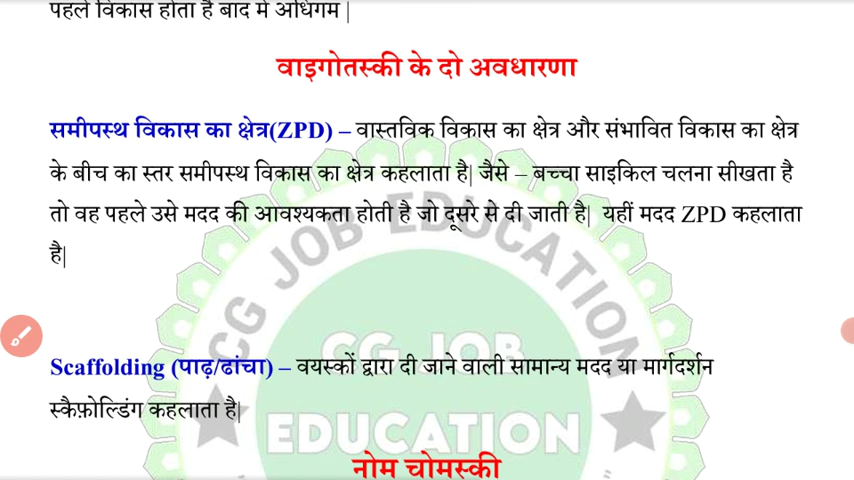 पहले विकास होता है बाद में अधिगम |
वाइगोतस्की के दो अवधारणा
समीपस्थ विकास का क्षेत्र(ZPD) – वास्तविक विकास का क्षेत्र और संभावित विकास का क्षेत्र
के बीच का स्तर समीपस्थ विकास का क्षेत्र कहलाता है| जैसे – बच्चा साइकिल चलना सीखता है
तो वह पहले उसे मदद की आवश्यकता होती है जो दूसरे से दी जाती है| यहीं मदद ZPD कहलाता
है|
CG JOB EDUCATION
CG JOB
Scaffolding (पाढ़/ढांचा) – वयस्कों द्वारा दी जाने वाली सामान्य मदद या मार्गदर्शन
स्कैफ़ोल्डिंग कहलाता है|
EDUCATION
नोम चोमस्की